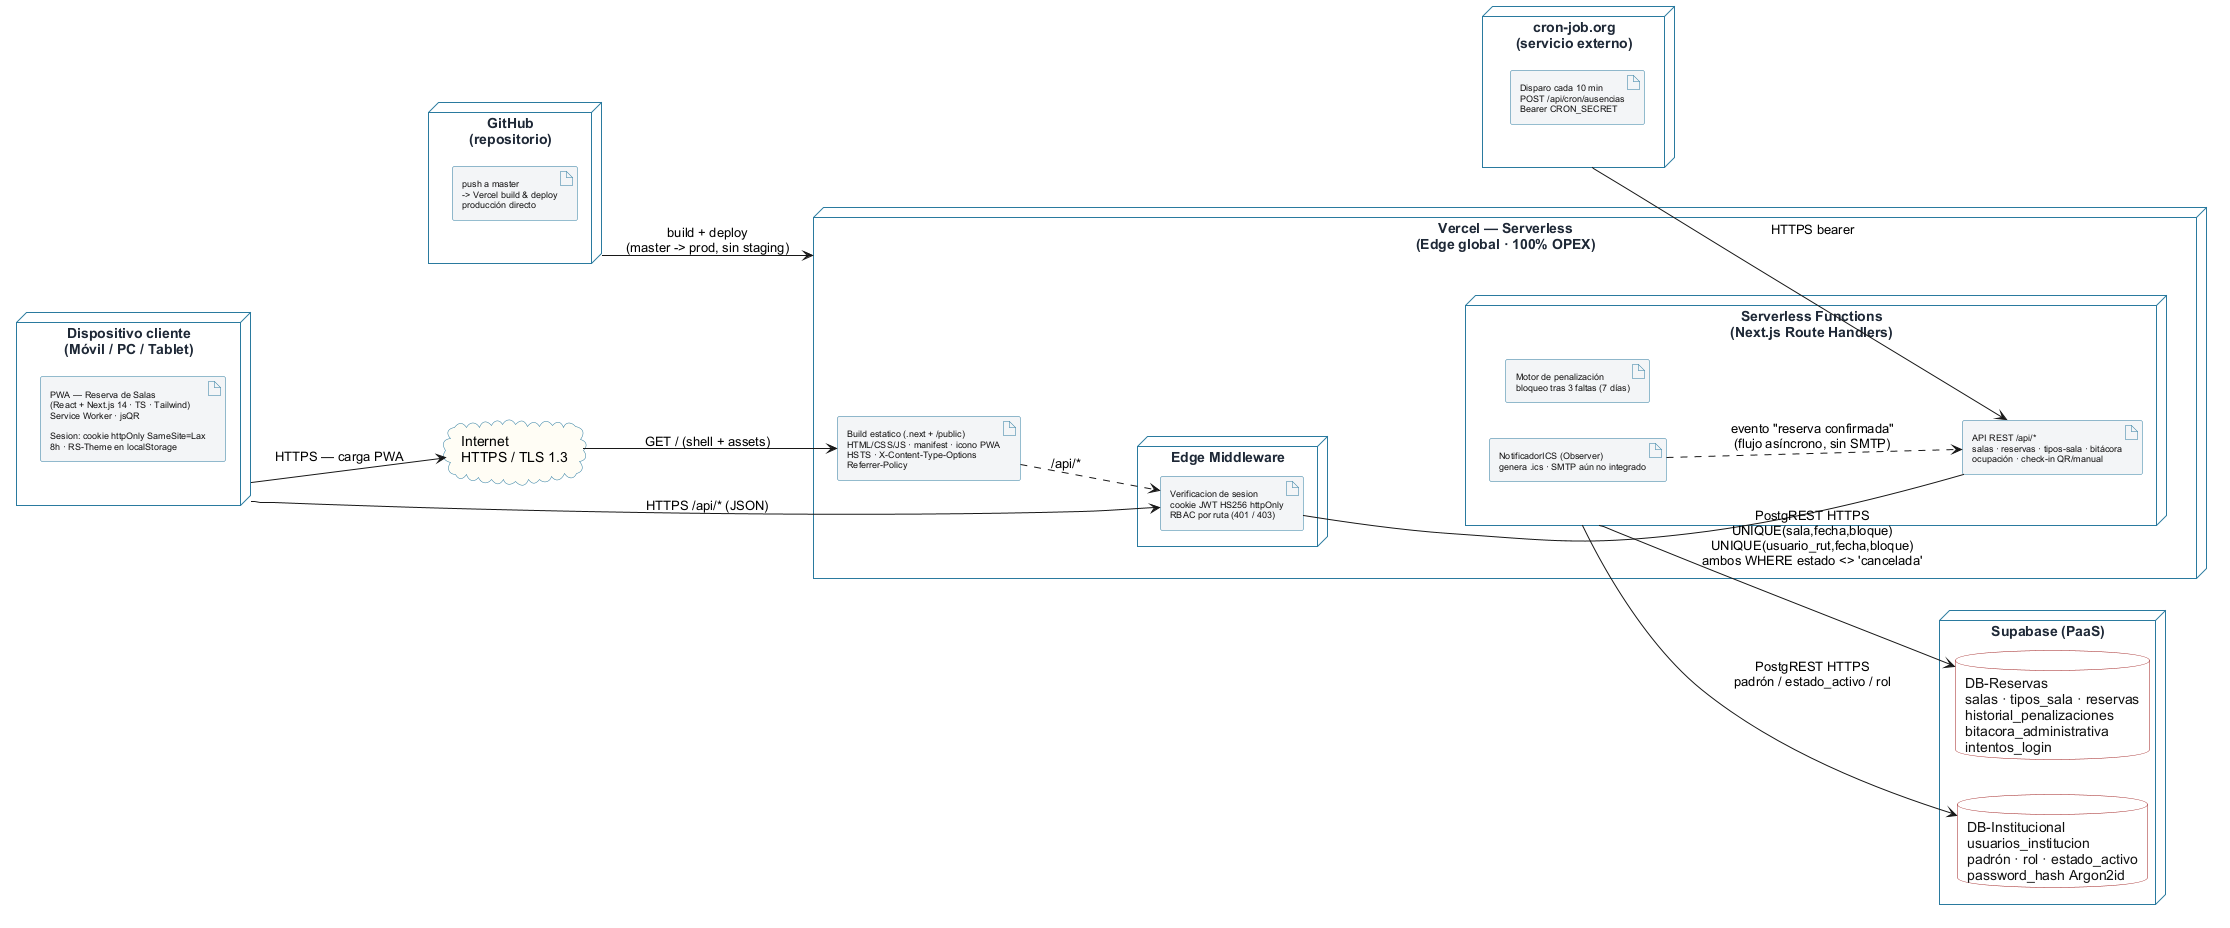 cron-job.org
(servicio externo)
Disparo cada 10 min
POST /api/cron/ausencias
Bearer CRON_SECRET
GitHub
(repositorio)
push a master
-> Vercel build & deploy
producción directo
build + deploy
(master -> prod, sin staging)
HTTPS bearer
Vercel — Serverless
(Edge global · 100% OPEX)
Dispositivo cliente
(Móvil / PC / Tablet)
PWA — Reserva de Salas
(React + Next.js 14 · TS · Tailwind)
Service Worker · jsQR
Sesion: cookie httpOnly SameSite=Lax
8h · RS-Theme en localStorage
HTTPS — carga PWA
Internet
HTTPS / TLS 1.3
GET / (shell + assets)
HTTPS /api/* (JSON)
Build estatico (.next + /public)
HTML/CSS/JS · manifest · icono PWA
HSTS · X-Content-Type-Options
Referrer-Policy
/api/*
Edge Middleware
Verificacion de sesion
cookie JWT HS256 httpOnly
RBAC por ruta (401 / 403)
Serverless Functions
(Next.js Route Handlers)
Motor de penalización
bloqueo tras 3 faltas (7 días)
NotificadorICS (Observer)
genera .ics · SMTP aún no integrado
evento "reserva confirmada"
(flujo asíncrono, sin SMTP)
API REST /api/*
salas · reservas · tipos-sala · bitácora
ocupación · check-in QR/manual
PostgREST HTTPS
UNIQUE(sala,fecha,bloque)
UNIQUE(usuario_rut,fecha,bloque)
ambos WHERE estado <> 'cancelada'
PostgREST HTTPS
padrón / estado_activo / rol
Supabase (PaaS)
DB-Reservas
salas · tipos_sala · reservas
historial_penalizaciones
bitacora_administrativa
intentos_login
DB-Institucional
usuarios_institucion
padrón · rol · estado_activo
password_hash Argon2id